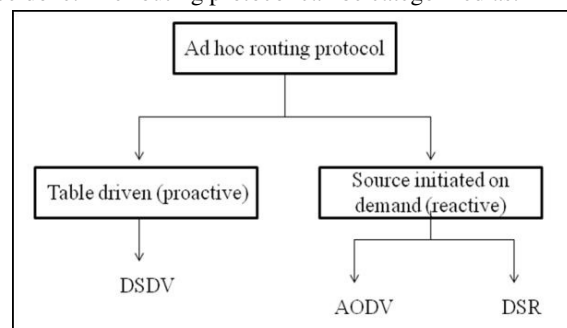 Ad hoc routing protocol
Table driven (proactive)
Source initiated on
demand (reactive)
DSDV
AODV
DSR